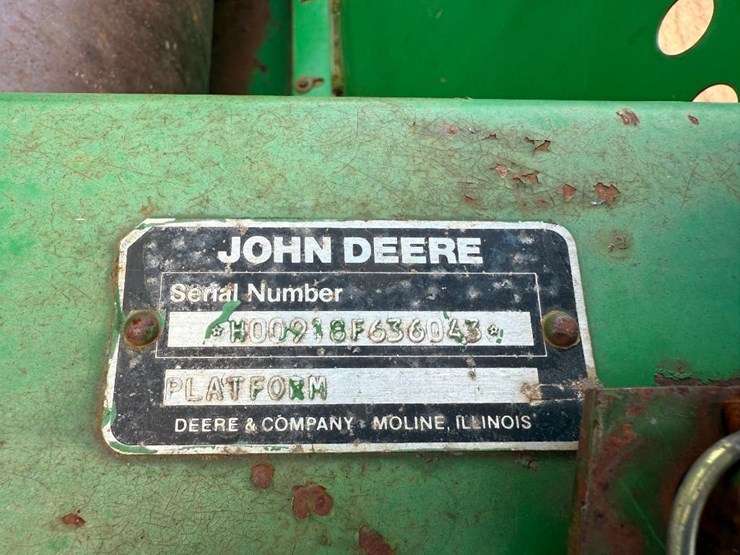 JOHN DEERE
Serial Number
*H00918F636043*
PLATFORM
DEERE & COMPANY MOLINE, ILLINOIS